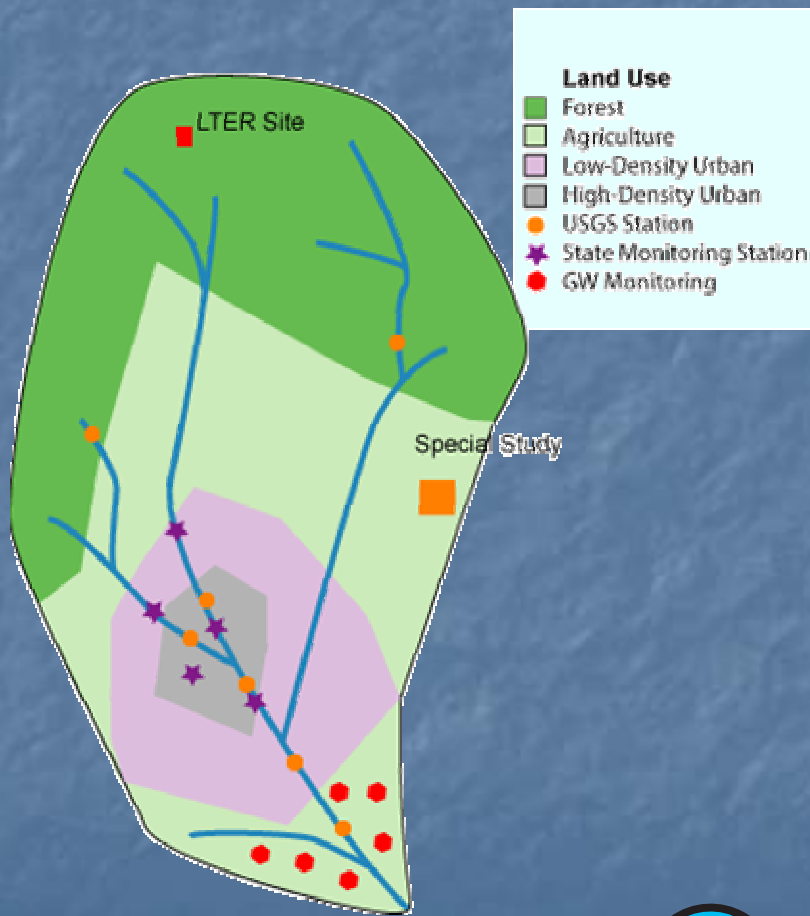 Land Use
Forest
Agriculture
Low-Density Urban
High-Density Urban
USGS Station
State Monitoring Station
GW Monitoring
LTER Site
Special Study